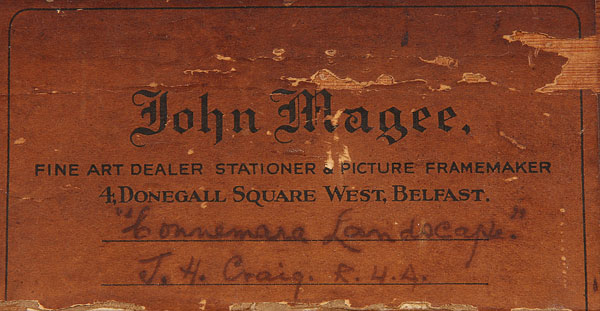 John Magee.
FINE ART DEALER STATIONER & PICTURE FRAMEMAKER
4, DONEGALL SQUARE WEST, BELFAST.
"Connemara Landscape."
J. H. Craig. R.H.A.